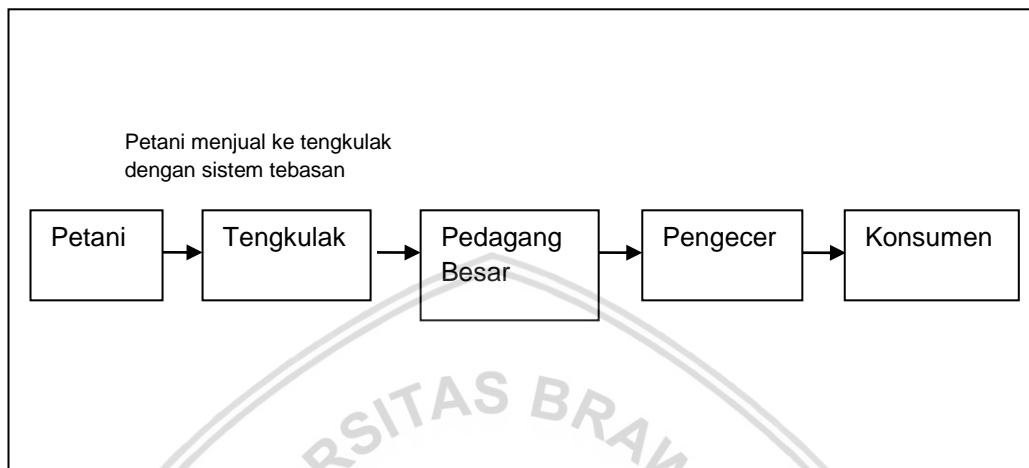 Petani menjual ke tengkulak
dengan sistem tebasan
Petani
Tengkulak
Pedagang
Besar
Pengecer
Konsumen
RSITAS BRAW